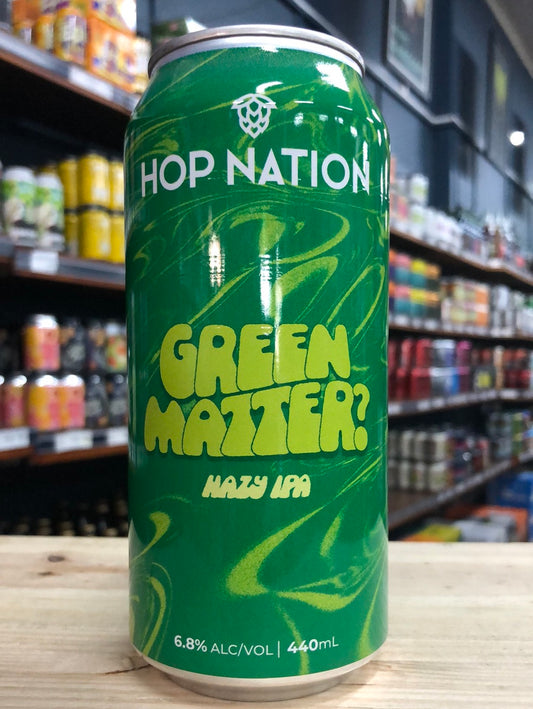 HOP NATION
GREEN
MATTER?
HAZY IPA
6.8% ALC/VOL | 440mL